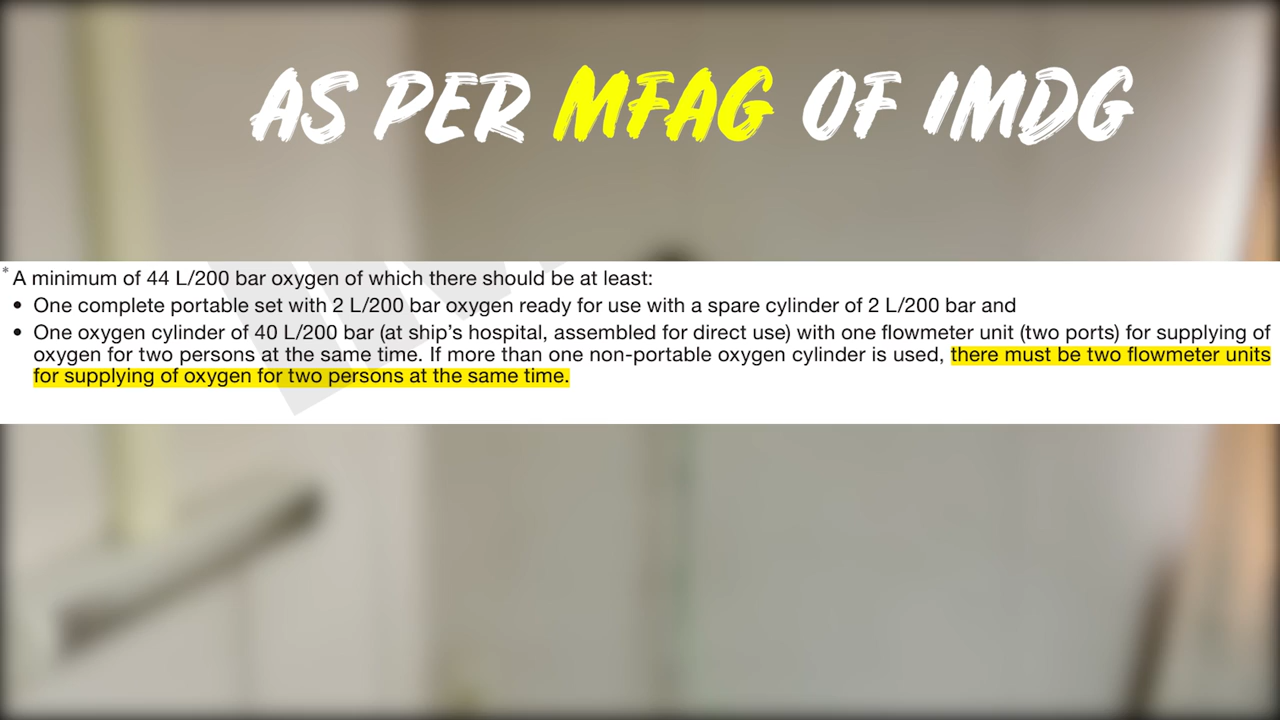 AS PER MFAG OF IMDG
* A minimum of 44 L/200 bar oxygen of which there should be at least:
• One complete portable set with 2 L/200 bar oxygen ready for use with a spare cylinder of 2 L/200 bar and
• One oxygen cylinder of 40 L/200 bar (at ship's hospital, assembled for direct use) with one flowmeter unit (two ports) for supplying of
oxygen for two persons at the same time. If more than one non-portable oxygen cylinder is used, there must be two flowmeter units
for supplying of oxygen for two persons at the same time.